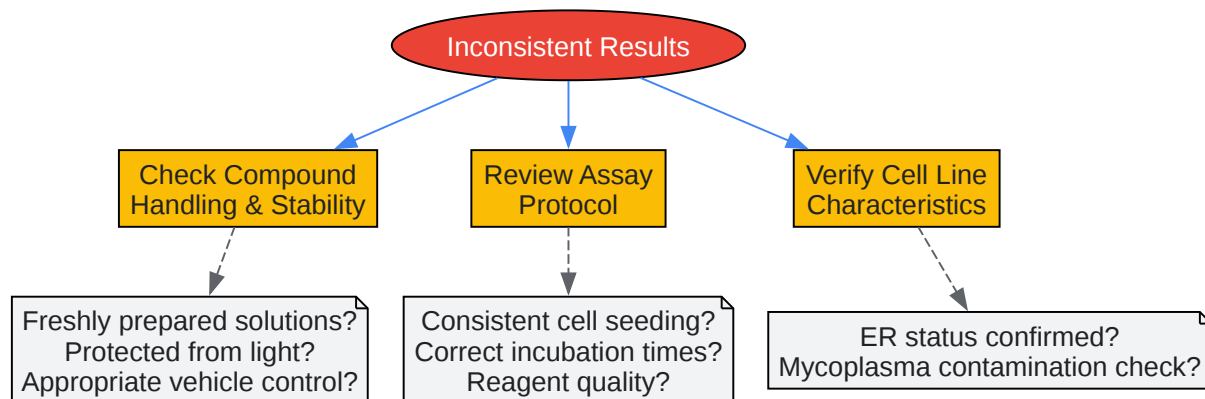 Inconsistent Results
Check Compound
Handling & Stability
Review Assay
Protocol
Verify Cell Line
Characteristics
Freshly prepared solutions?
Protected from light?
Appropriate vehicle control?
Consistent cell seeding?
Correct incubation times?
Reagent quality?
ER status confirmed?
Mycoplasma contamination check?